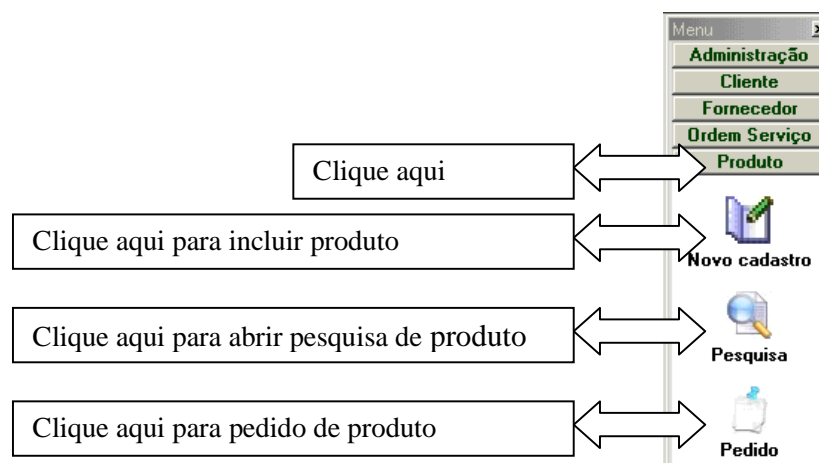 Menu
Administração
Cliente
Fornecedor
Ordem Serviço
Clique aqui
Produto
Clique aqui para incluir produto
Novo cadastro
Clique aqui para abrir pesquisa de produto
Pesquisa
Clique aqui para pedido de produto
Pedido